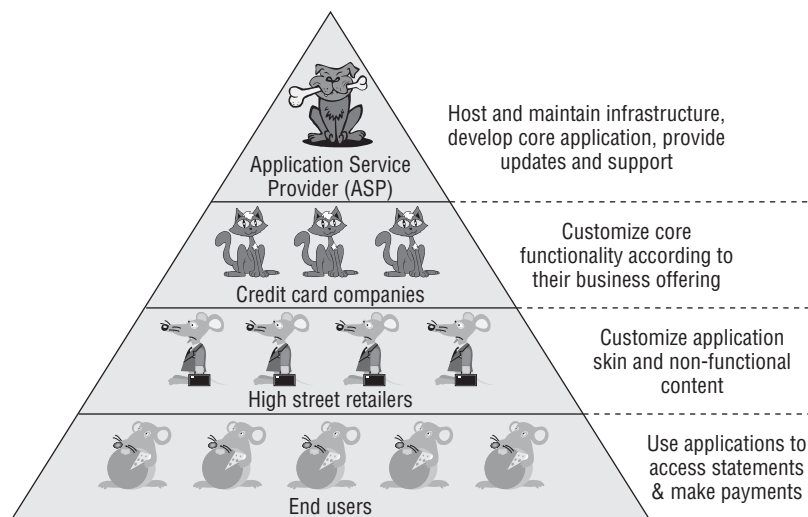 Host and maintain infrastructure,
develop core application, provide
updates and support
Application Service
Provider (ASP)
Customize core
functionality according to
their business offering
Credit card companies
Customize application
skin and non-functional
content
High street retailers
Use applications to
access statements
& make payments
End users